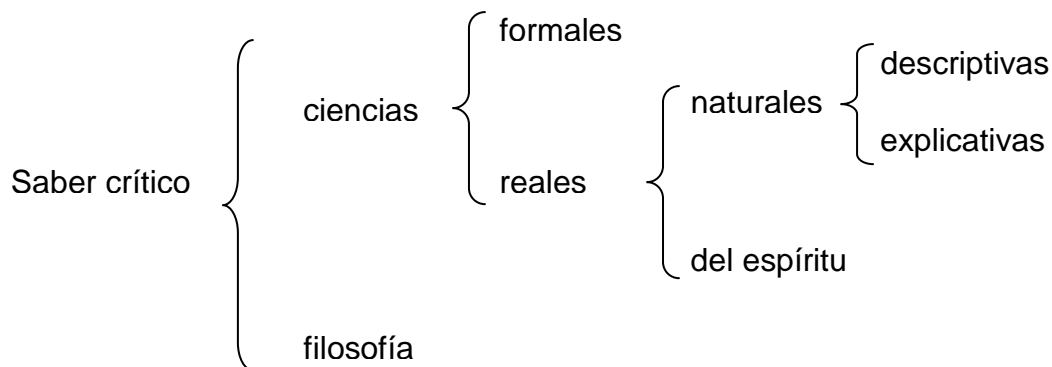 formales
descriptivas
ciencias
naturales
explicativas
Saber crítico
reales
del espíritu
filosofía